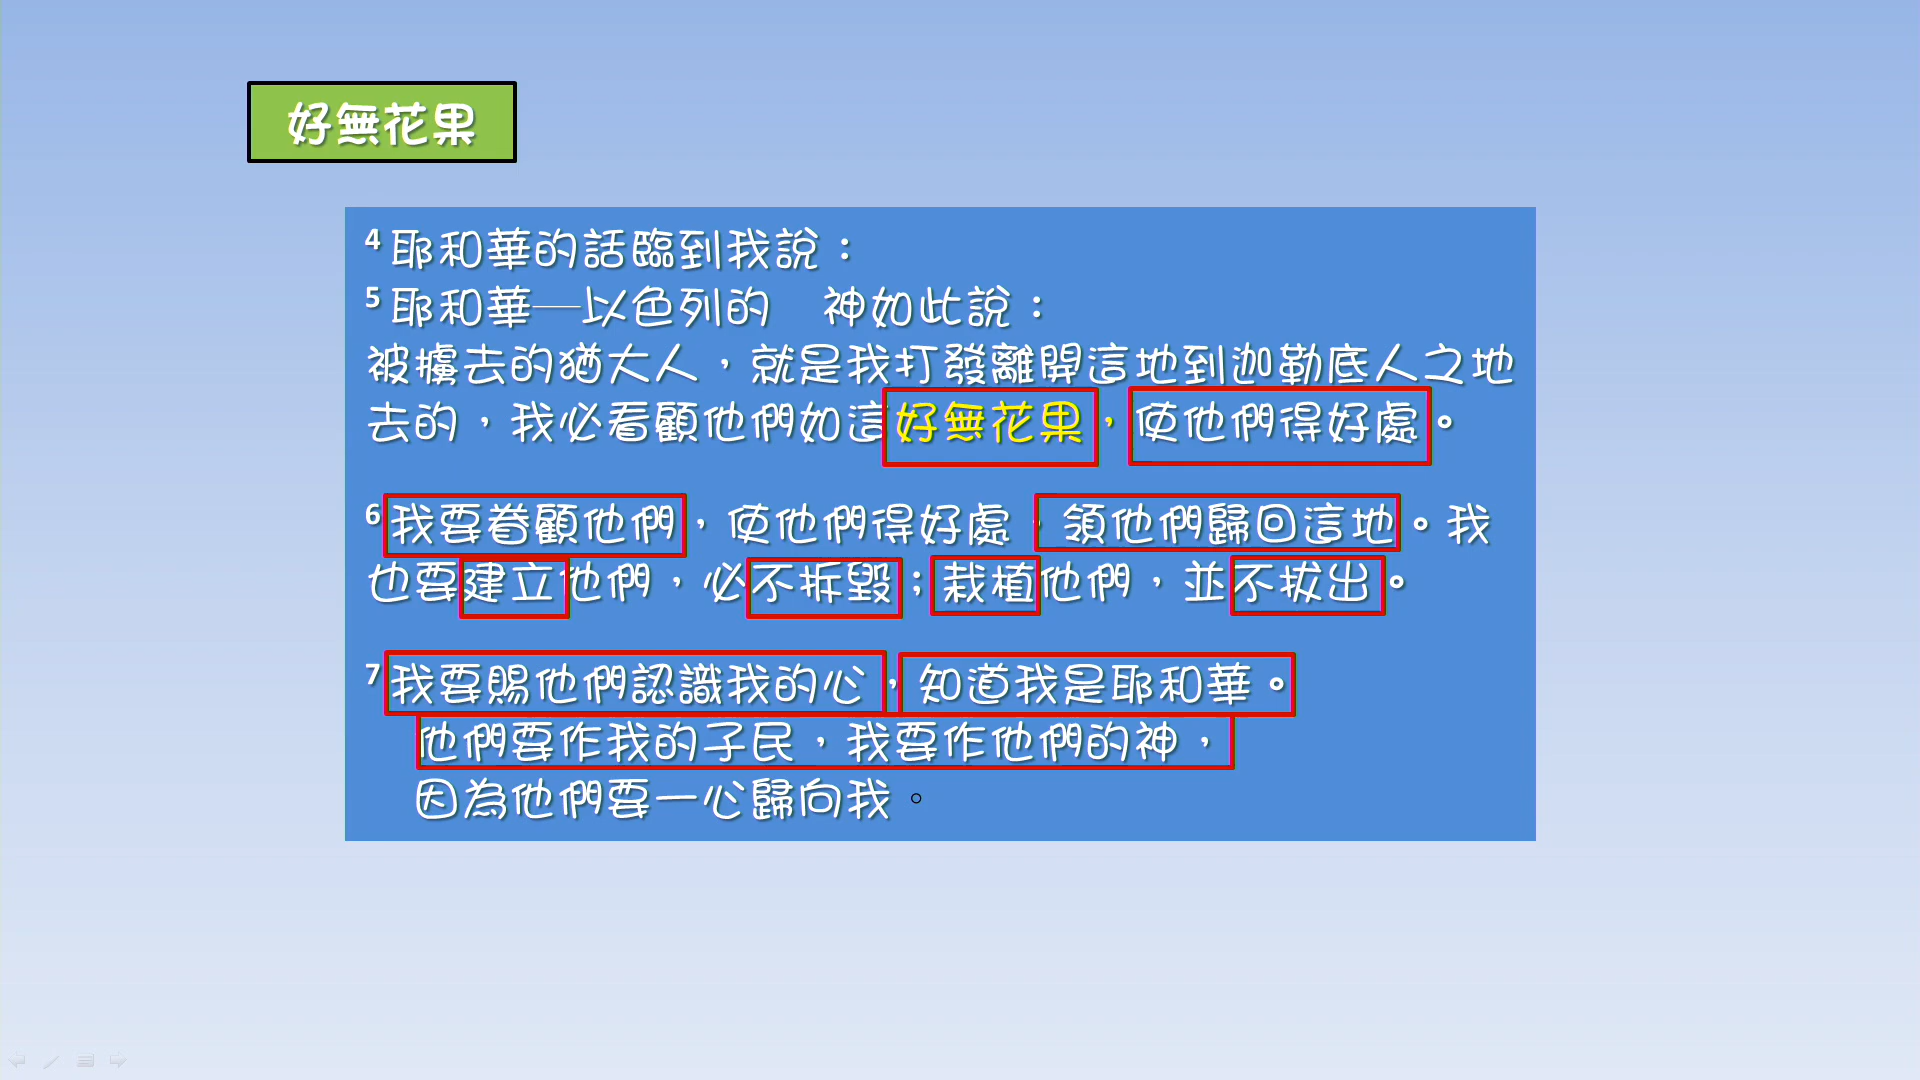 好無花果
4 耶和華的話臨到我說：
5 耶和華—以色列的　神如此說：
被擄去的猶大人，就是我打發離開這地到迦勒底人之地
去的，我必看顧他們如這好無花果，使他們得好處。
6 我要眷顧他們，使他們得好處，領他們歸回這地。我
也要建立他們，必不拆毀；栽植他們，並不拔出。
7 我要賜他們認識我的心，知道我是耶和華。
他們要作我的子民，我要作他們的神，
因為他們要一心歸向我。